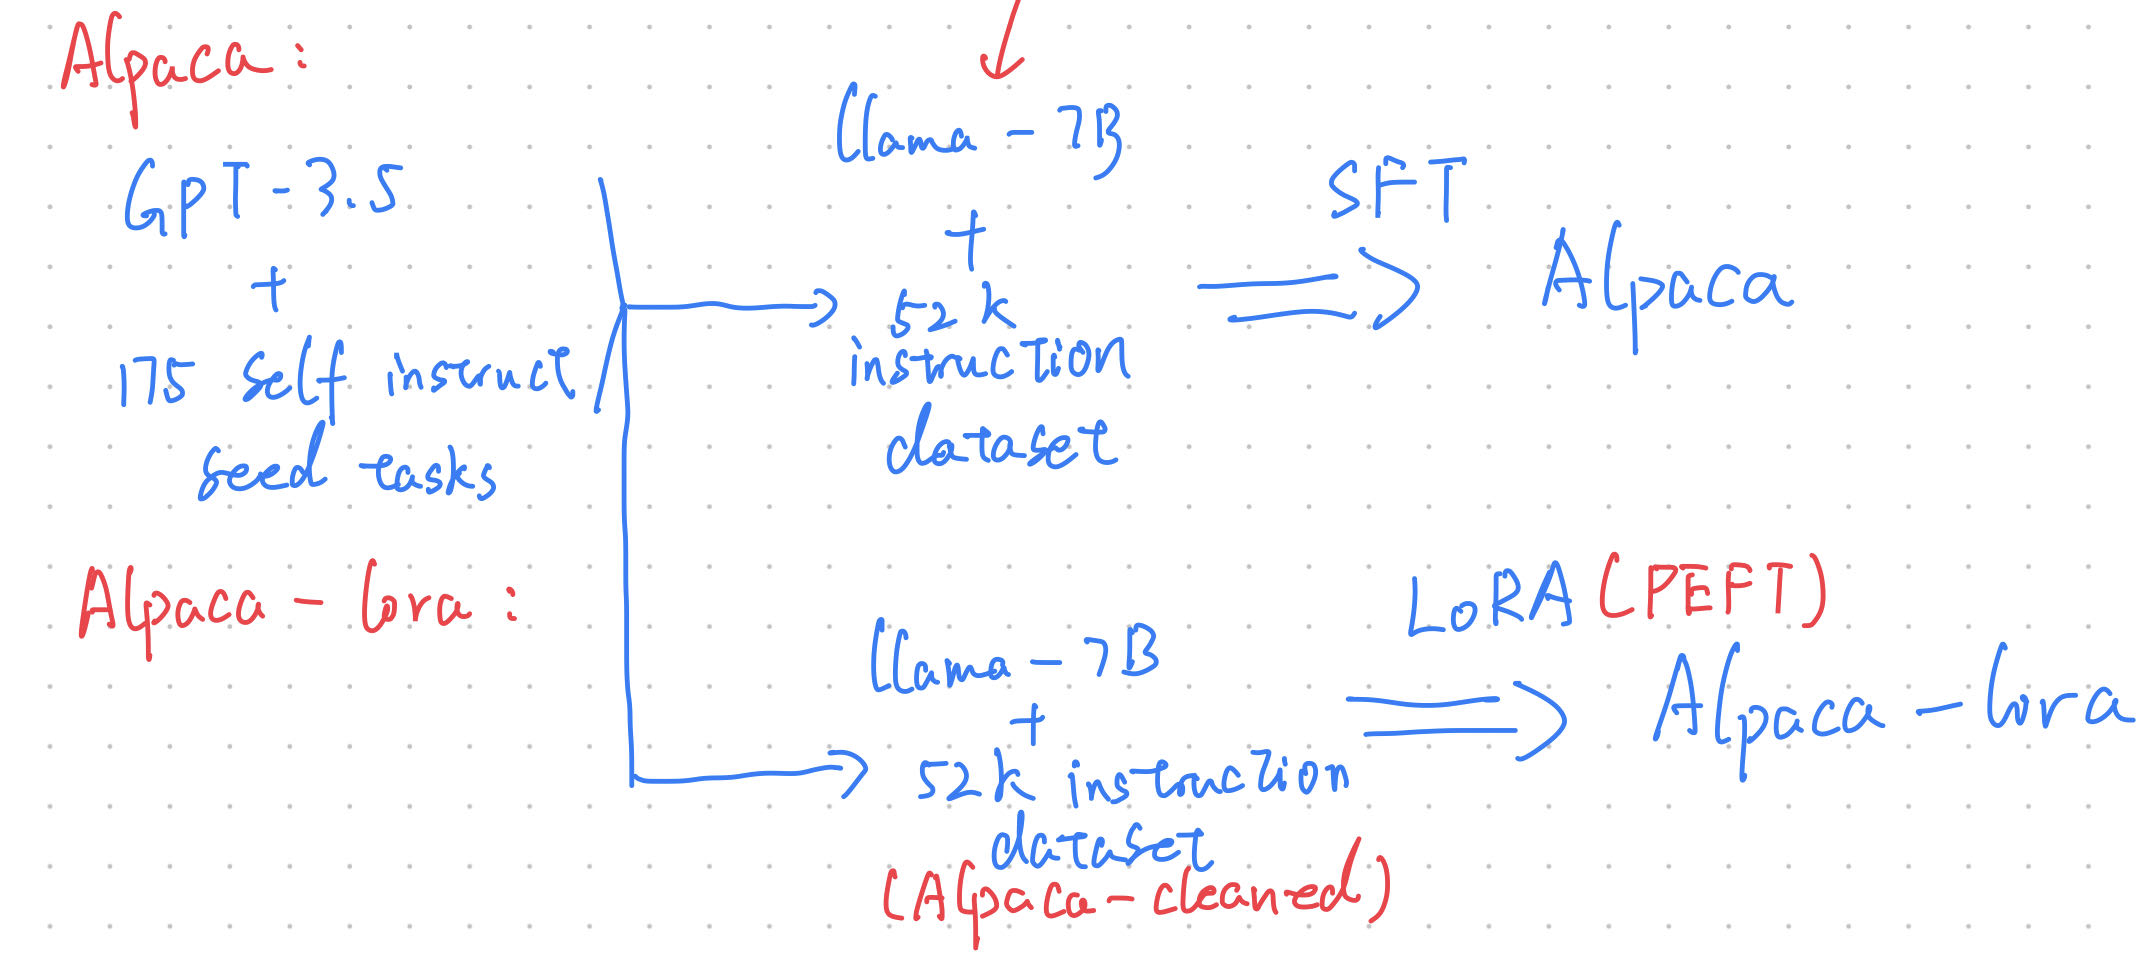 Alpaca:
GPT-3.5
+
175 self instruct
seed tasks
Llama-7B
+
52k
instruction
dataset
SFT
Alpaca
Alpaca-lora:
Llama-7B
+
52k instruction
dataset
(Alpaca-cleaned)
LoRA (PEFT)
Alpaca-lora